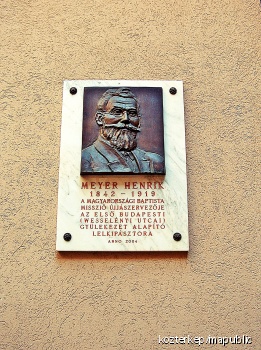 MEYER HENRIK
1842 - 1919
A MAGYARORSZÁGI BAPTISTA
MISSZIÓ ÚJJÁSZERVEZŐJE
AZ ELSŐ BUDAPESTI
(WESSELÉNYI UTCAI)
GYÜLEKEZET ALAPÍTÓ
LELKIPÁSZTORA
ANNO 2004
kozterkep.mapublic